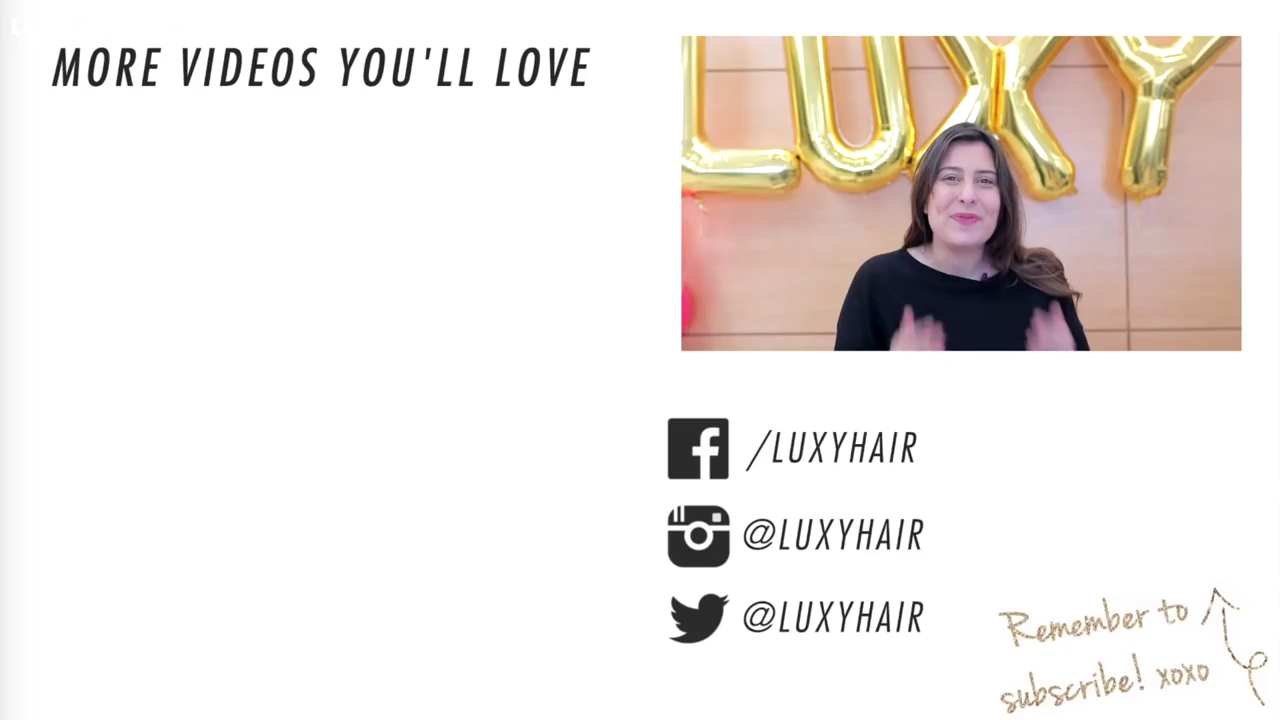 MORE VIDEOS YOU'LL LOVE
LUXY
/LUXYHAIR
@LUXYHAIR
@LUXYHAIR
Remember to
subscribe! xoxo